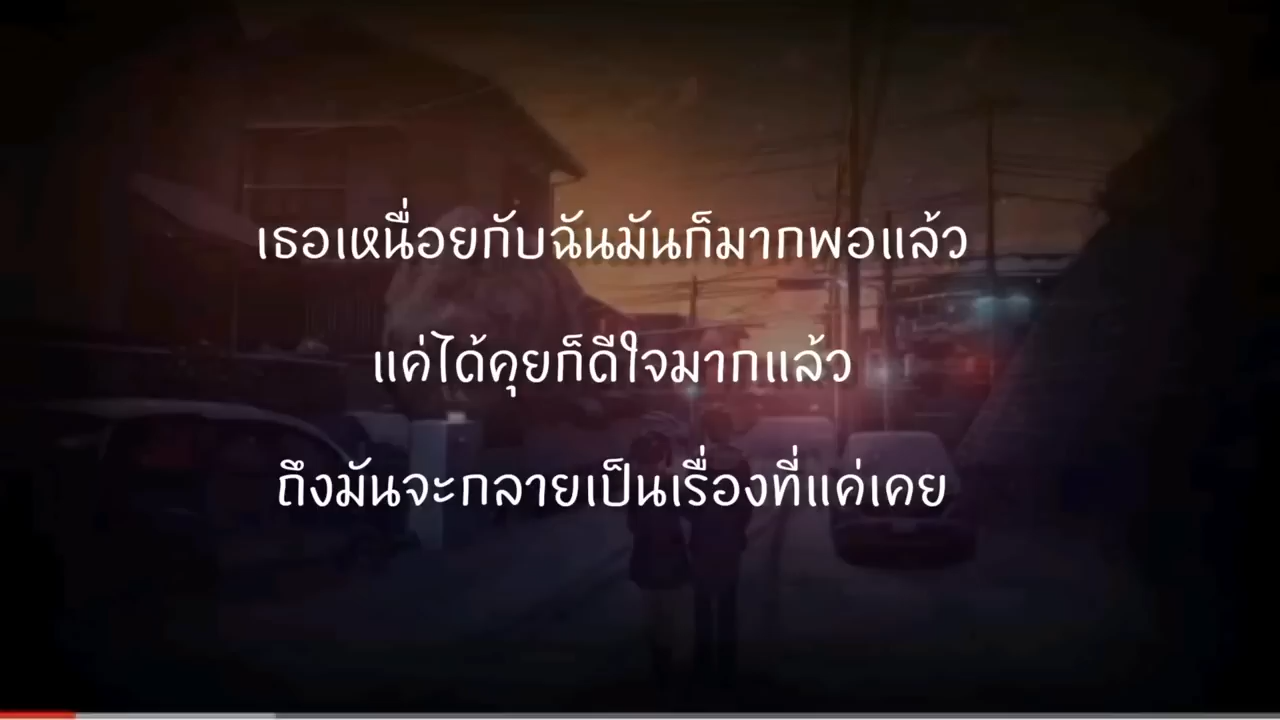 เธอเหนื่อยกับฉันมันก็มากพอแล้ว
แค่ได้คุยก็ดีใจมากแล้ว
ถึงมันจะกลายเป็นเรื่องที่แค่เคย